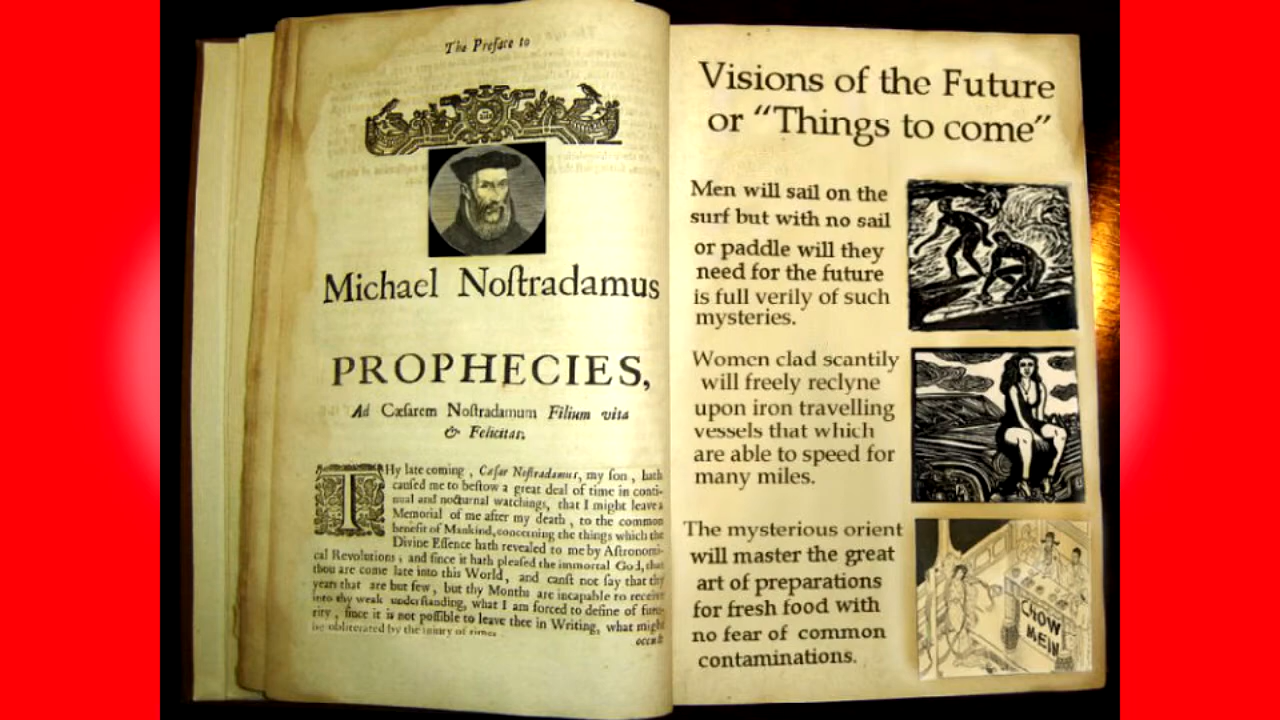 The Preface to
Michael Noſtradamus
PROPHECIES,
Ad Cæſarem Noſtradamum Filium vita
& Felicitas.
THy late coming , Cæſar Noſtradamus, my ſon , hath
cauſed me to beſtow a great deal of time in conti-
nual and nocturnal watchings, that I might leave a
Memorial of me after my death , to the common
benefit of Mankind, concerning the things which the
Divine Eſſence hath revealed to me by Aſtronomi-
cal Revolutions , and ſince it hath pleaſed the immortal God, that
thou are come late into this World, and canſt not ſay that thy
years that are but few, but thy Months are incapable to receive
into thy weak underſtanding, what I am forced to define of futu-
rity , ſince it is not poſſible to leave thee in Writing, what might
be obliterated by the injury of times
occult
Visions of the Future
or “Things to come”
Men will sail on the
surf but with no sail
or paddle will they
need for the future
is full verily of such
mysteries.
Women clad scantily
will freely reclyne
upon iron travelling
vessels that which
are able to speed for
many miles.
The mysterious orient
will master the great
art of preparations
for fresh food with
no fear of common
contaminations.
CHOW
MEIN